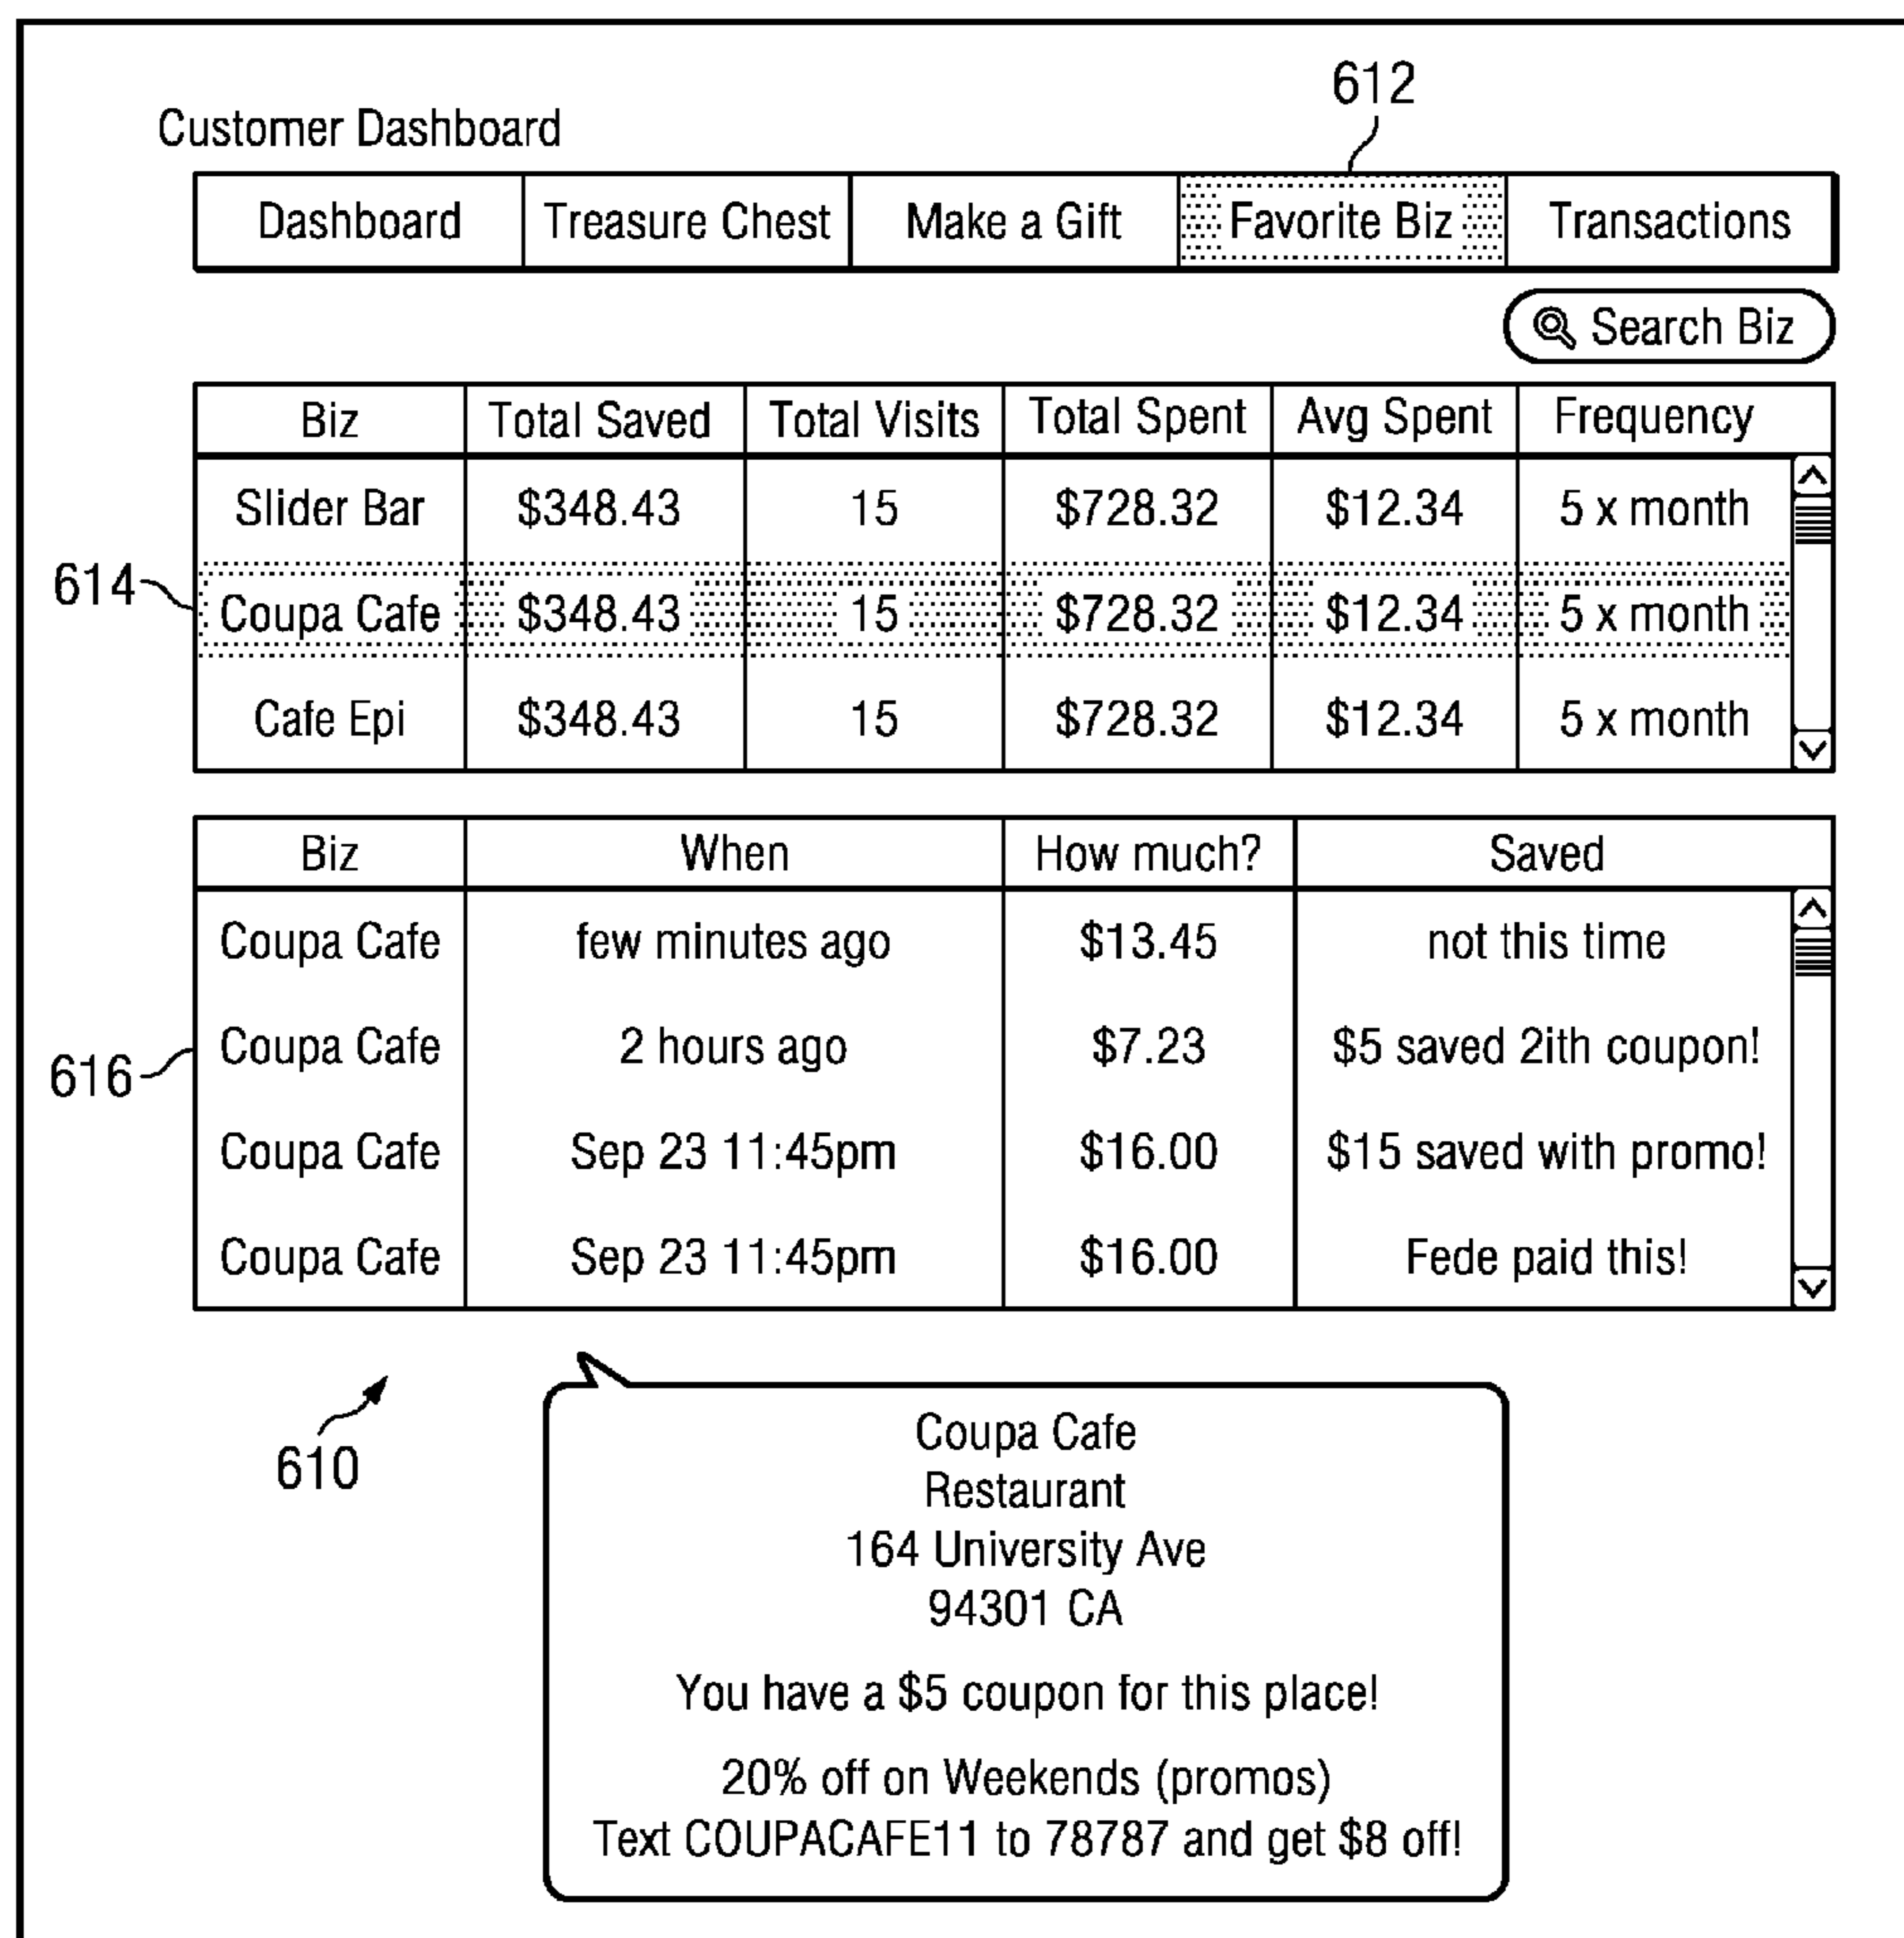 612
Customer Dashboard
Dashboard Treasure Chest Make a Gift Favorite Biz Transactions
Search Biz
Biz Total Saved Total Visits Total Spent Avg Spent Frequency
Slider Bar $348.43 15 $728.32 $12.34 5 x month
614 Coupa Cafe $348.43 15 $728.32 $12.34 5 x month
Cafe Epi $348.43 15 $728.32 $12.34 5 x month
Biz When How much? Saved
Coupa Cafe few minutes ago $13.45 not this time
616 Coupa Cafe 2 hours ago $7.23 $5 saved 2ith coupon!
Coupa Cafe Sep 23 11:45pm $16.00 $15 saved with promo!
Coupa Cafe Sep 23 11:45pm $16.00 Fede paid this!
610
Coupa Cafe
Restaurant
164 University Ave
94301 CA
You have a $5 coupon for this place!
20% off on Weekends (promos)
Text COUPACAFE11 to 78787 and get $8 off!